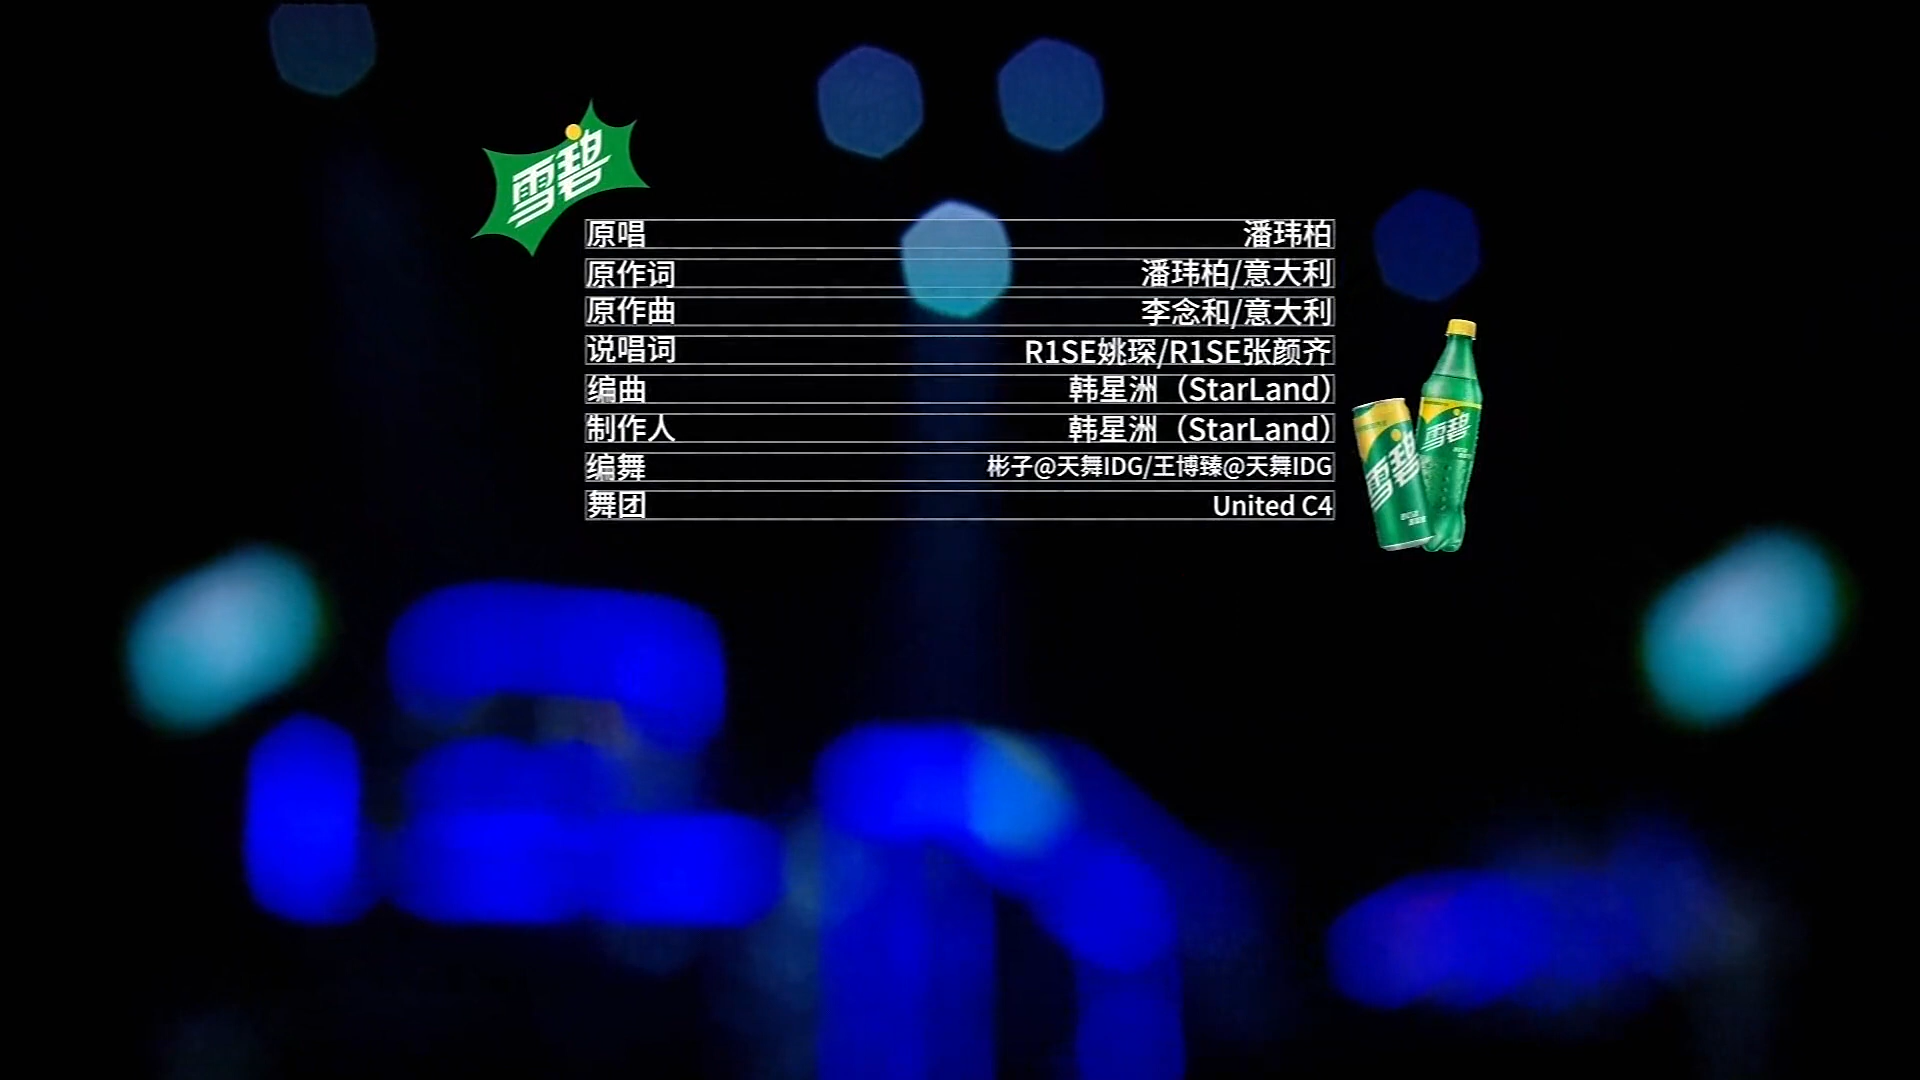 雪碧
原唱 潘玮柏
原作词 潘玮柏/意大利
原作曲 李念和/意大利
说唱词 R1SE姚琛/R1SE张颜齐
编曲 韩星洲（StarLand）
制作人 韩星洲（StarLand）
编舞 彬子@天舞IDG/王博臻@天舞IDG
舞团 United C4
雪碧
雪碧